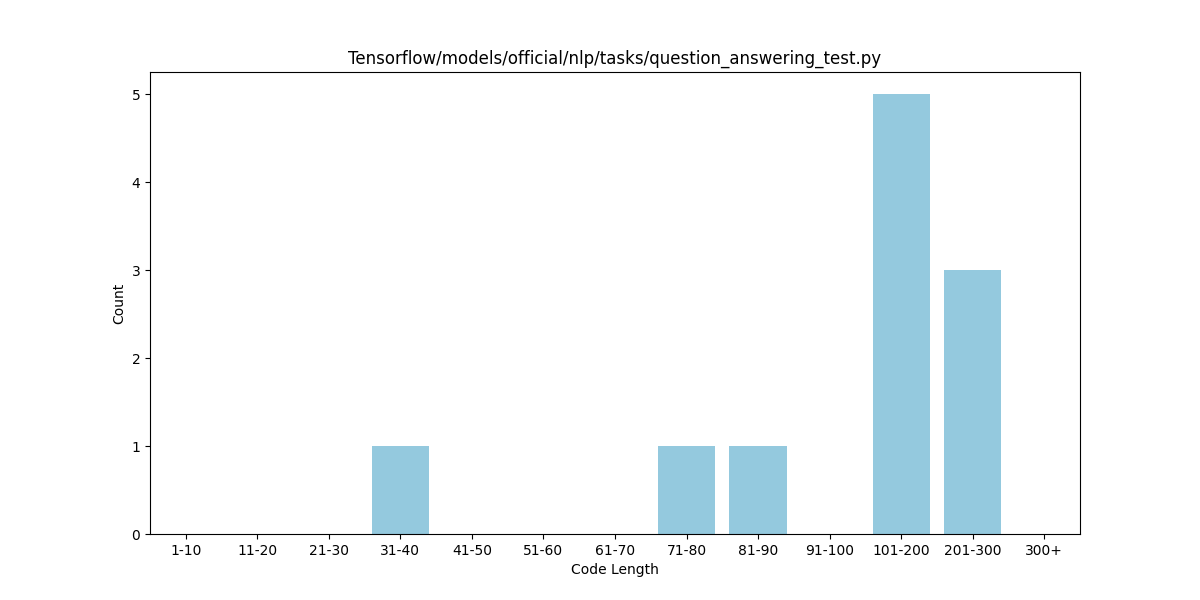 Tensorflow/models/official/nlp/tasks/question_answering_test.py
5
4
3
2
1
0
Count
1-10 11-20 21-30 31-40 41-50 51-60 61-70 71-80 81-90 91-100 101-200 201-300 300+
Code Length